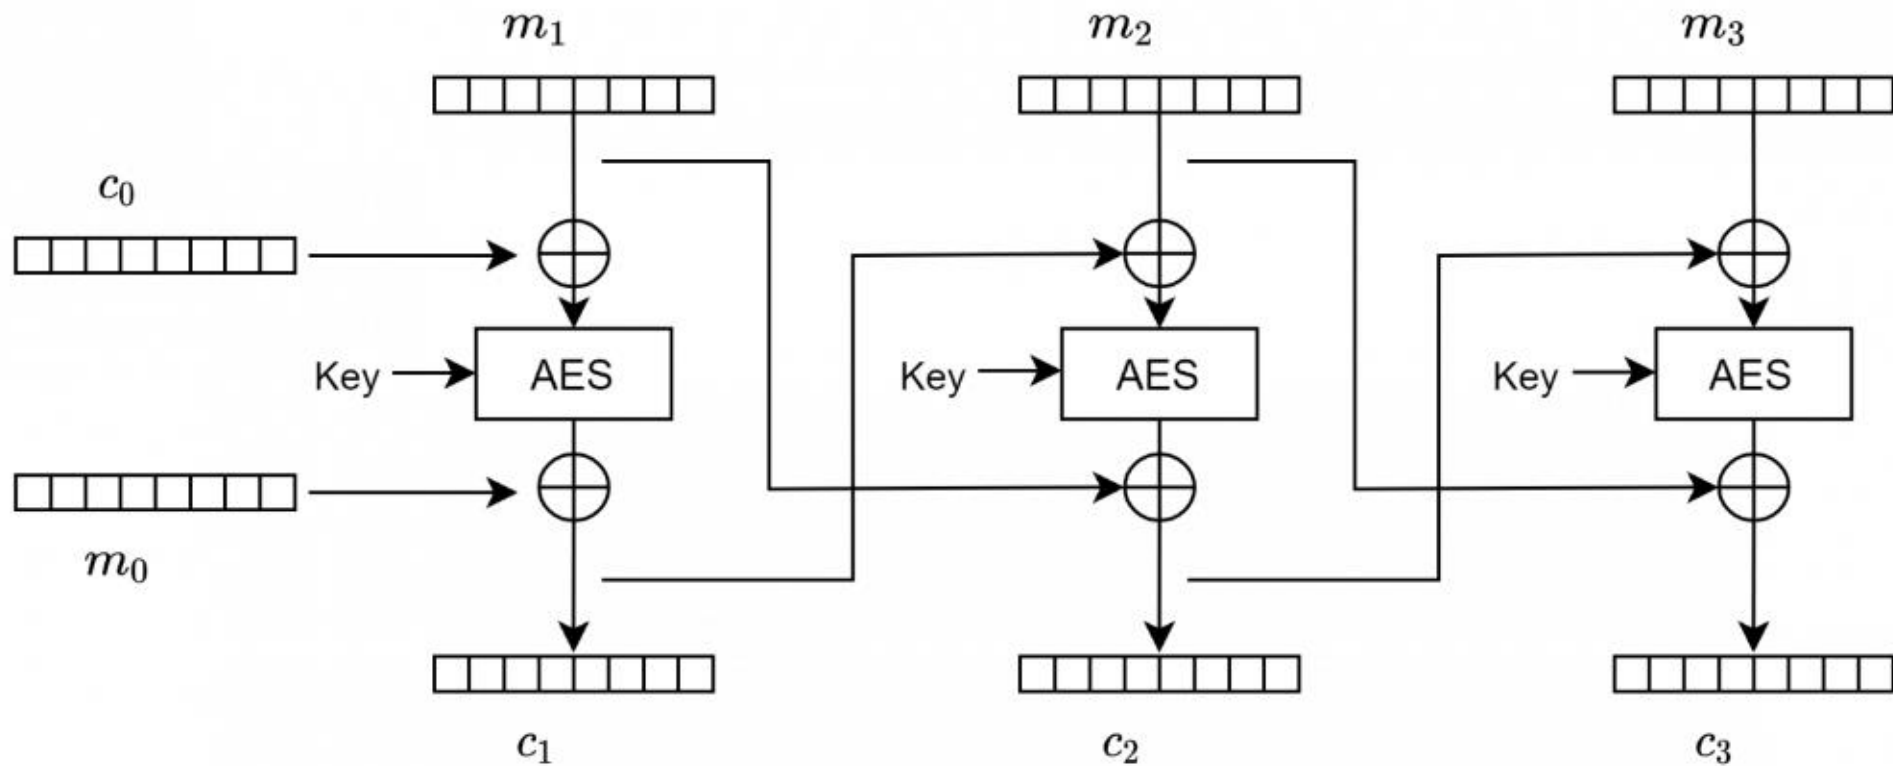 m₁ m₂ m₃
c₀
Key AES Key AES Key AES
m₀
c₁ c₂ c₃